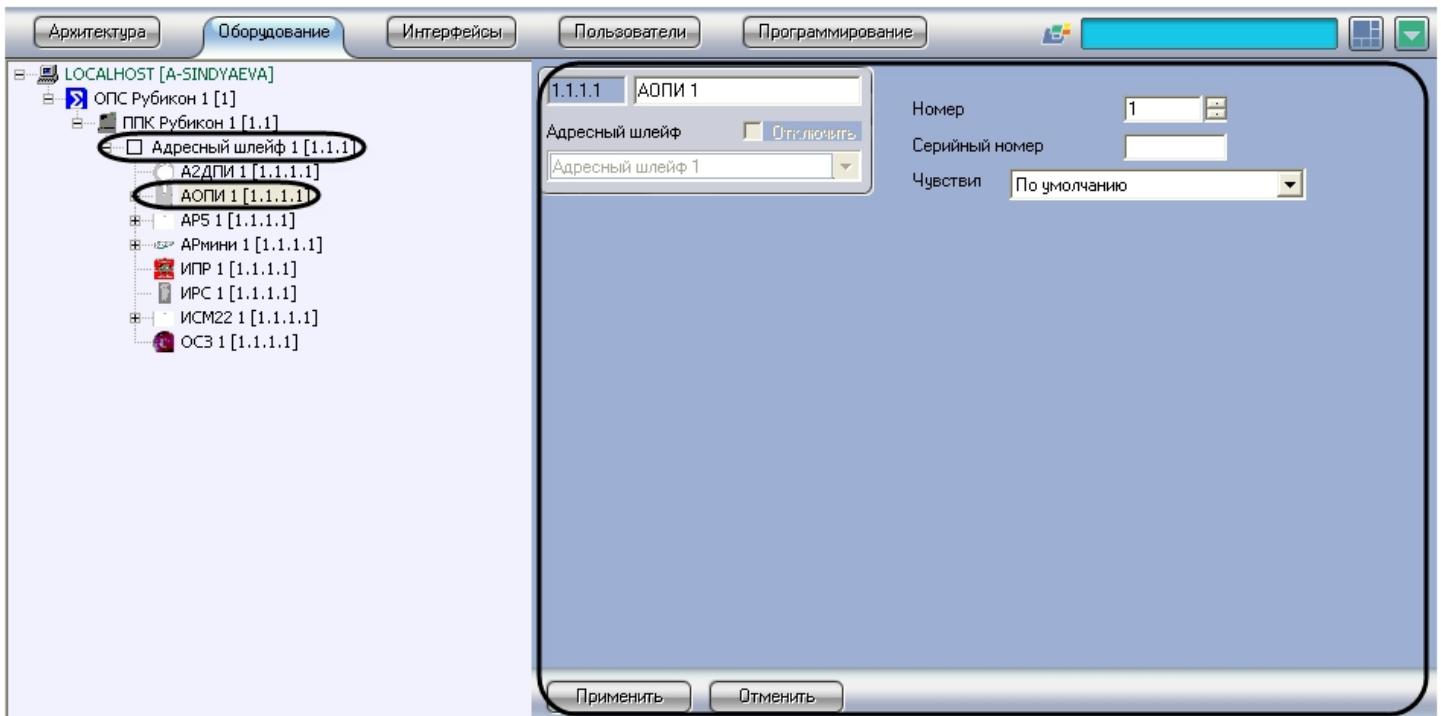 Архитектура Оборудование Интерфейсы Пользователи Программирование
LOCALHOST [A-SINDYAEVA]
ОПС Рубикон 1 [1]
ППК Рубикон 1 [1.1]
Адресный шлейф 1 [1.1.1]
А2ДПИ 1 [1.1.1.1]
АОПИ 1 [1.1.1.1]
АР5 1 [1.1.1.1]
АРмини 1 [1.1.1.1]
ИПР 1 [1.1.1.1]
ИРС 1 [1.1.1.1]
ИСМ22 1 [1.1.1.1]
ОСЗ 1 [1.1.1.1]
1.1.1.1 АОПИ 1
Адресный шлейф Отключить
Адресный шлейф 1
Номер 1
Серийный номер
Чувствит По умолчанию
Применить Отменить